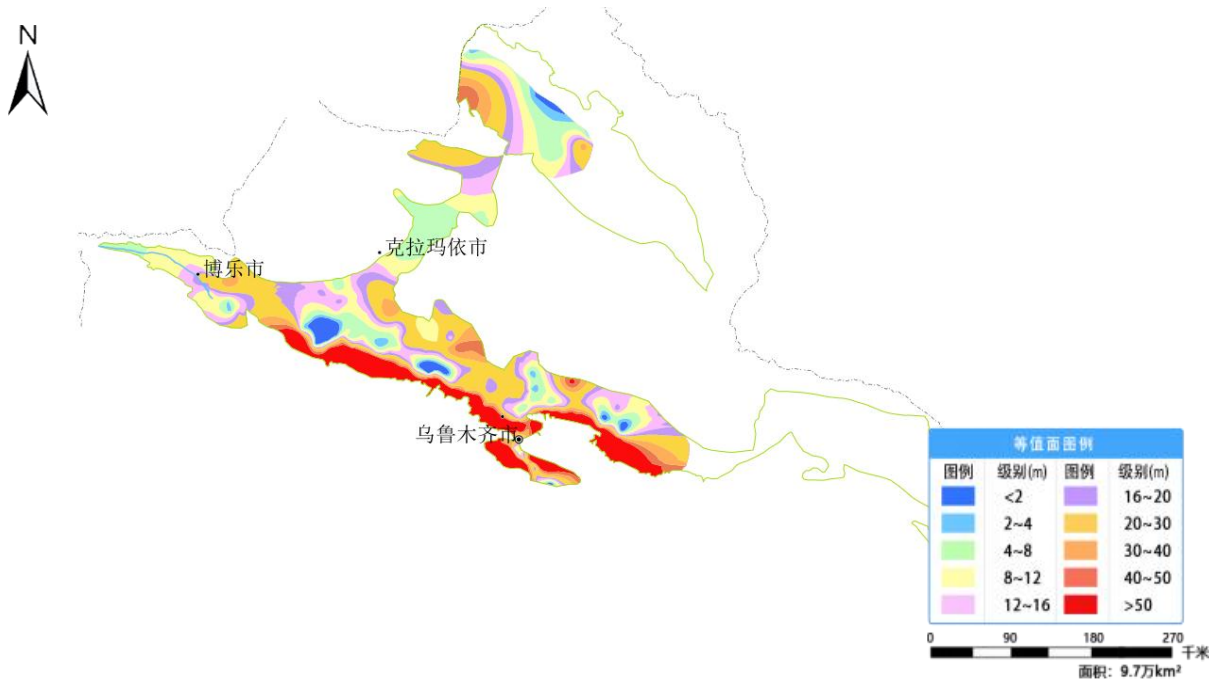 N
克拉玛依市
博乐市
乌鲁木齐市
等值面图例
图例 级别(m) 图例 级别(m)
<2 16~20
2~4 20~30
4~8 30~40
8~12 40~50
12~16 >50
0 90 180 270
千米
面积：9.7万km²